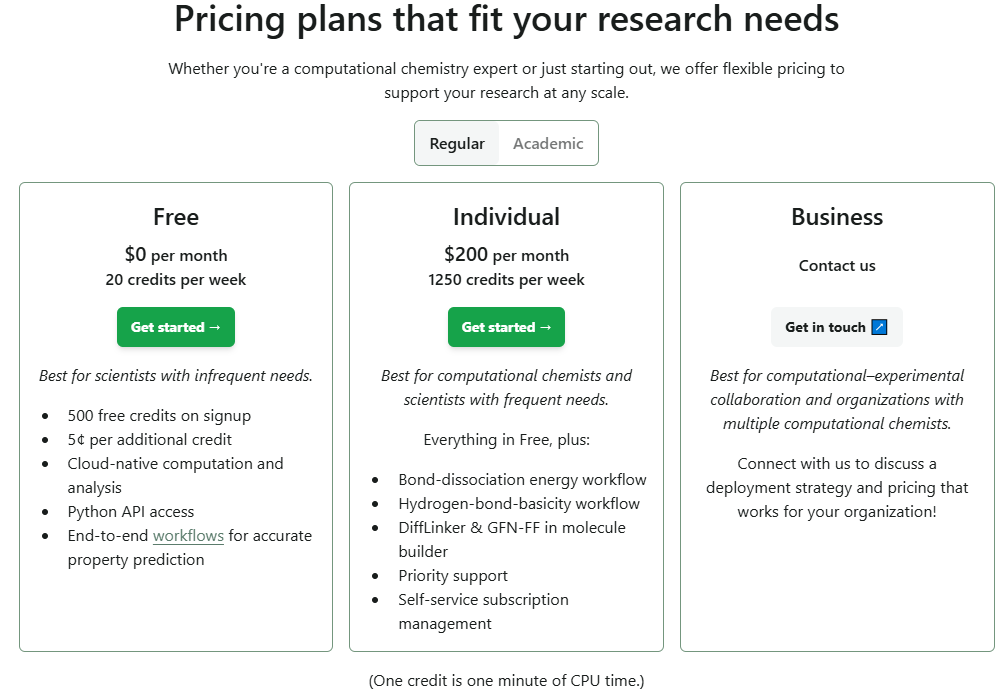 Pricing plans that fit your research needs
Whether you're a computational chemistry expert or just starting out, we offer flexible pricing to
support your research at any scale.
Regular
Academic
Free
$0 per month
20 credits per week
Get started →
Best for scientists with infrequent needs.
• 500 free credits on signup
• 5¢ per additional credit
• Cloud-native computation and
analysis
• Python API access
• End-to-end workflows for accurate
property prediction
Individual
$200 per month
1250 credits per week
Get started →
Best for computational chemists and
scientists with frequent needs.
Everything in Free, plus:
• Bond-dissociation energy workflow
• Hydrogen-bond-basicity workflow
• DiffLinker & GFN-FF in molecule
builder
• Priority support
• Self-service subscription
management
Business
Contact us
Get in touch ↗
Best for computational–experimental
collaboration and organizations with
multiple computational chemists.
Connect with us to discuss a
deployment strategy and pricing that
works for your organization!
(One credit is one minute of CPU time.)